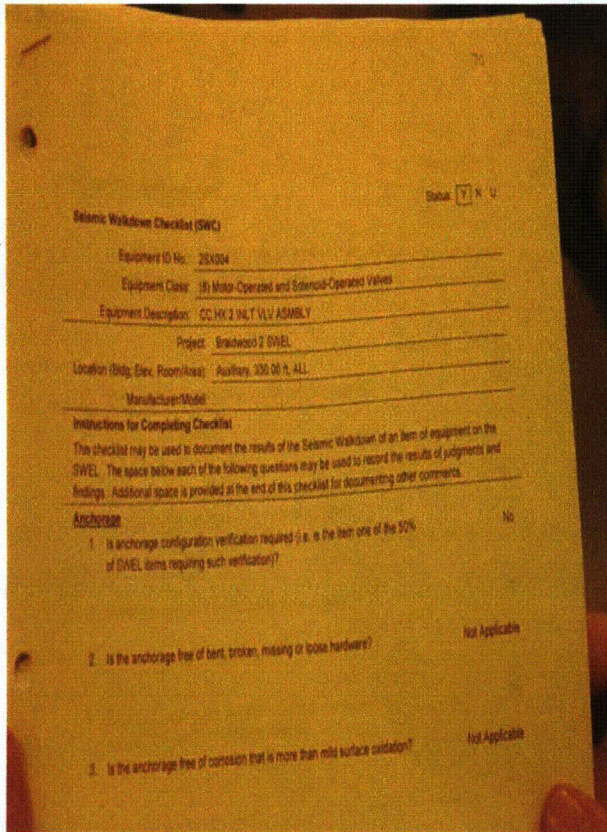 Status: Y N U
Seismic Walkdown Checklist (SWC)
Equipment ID No. 2SX004
Equipment Class: (8) Motor-Operated and Solenoid-Operated Valves
Equipment Description: CC HX 2 INLT VLV ASMBLY
Project: Braidwood 2 SWEL
Location (Bldg, Elev, Room/Area): Auxiliary, 330.00 ft, ALL
Manufacturer/Model
Instructions for Completing Checklist
This checklist may be used to document the results of the Seismic Walkdown of an item of equipment on the
SWEL. The space below each of the following questions may be used to record the results of judgments and
findings. Additional space is provided at the end of this checklist for documenting other comments.
Anchorage
1. Is anchorage configuration verification required (i.e. is the item one of the 50% No
of SWEL items requiring such verification)?
2. Is the anchorage free of bent, broken, missing or loose hardware? Not Applicable
3. Is the anchorage free of corrosion that is more than mild surface oxidation? Not Applicable